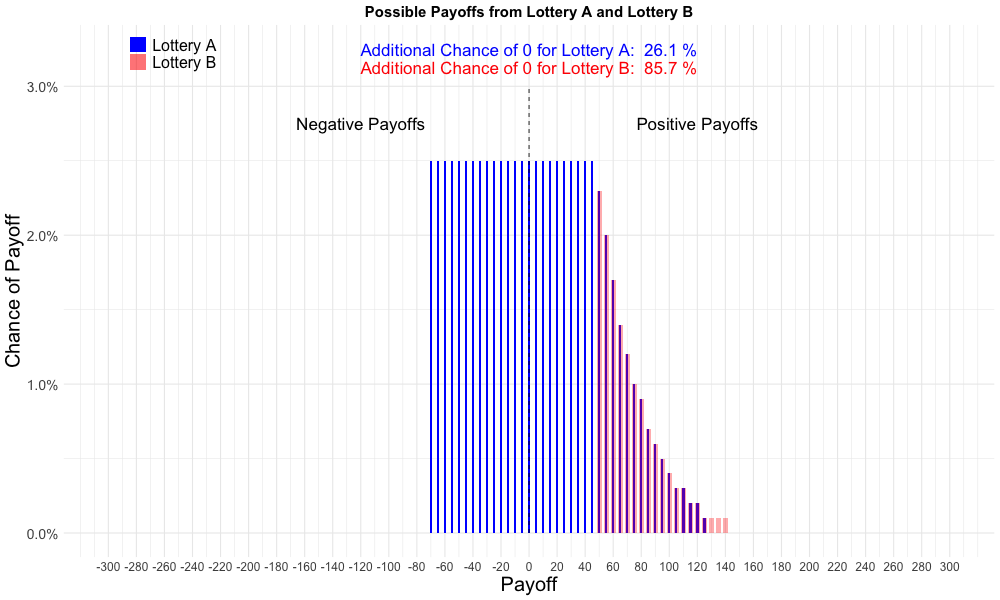 Possible Payoffs from Lottery A and Lottery B
Lottery A
Lottery B
Additional Chance of 0 for Lottery A: 26.1 %
Additional Chance of 0 for Lottery B: 85.7 %
Negative Payoffs
Positive Payoffs
3.0%
2.0%
1.0%
0.0%
Chance of Payoff
-300 -280 -260 -240 -220 -200 -180 -160 -140 -120 -100 -80 -60 -40 -20 0 20 40 60 80 100 120 140 160 180 200 220 240 260 280 300
Payoff